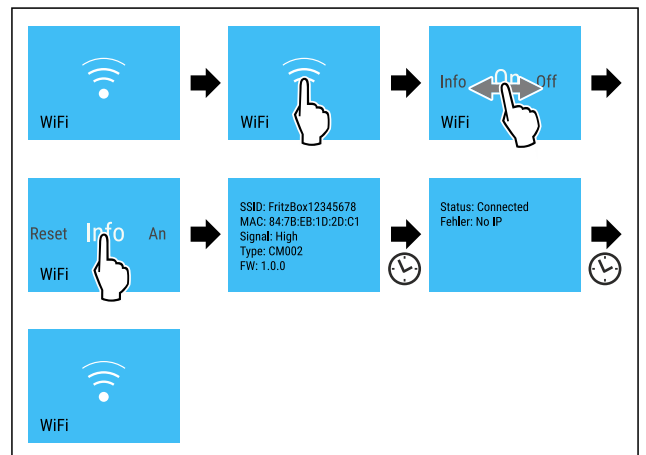 WiFi
WiFi
Info On Off
WiFi
Reset Info An
WiFi
SSID: FritzBox12345678
MAC: 84:7B:EB:1D:2D:C1
Signal: High
Type: CM002
FW: 1.0.0
Status: Connected
Fehler: No IP
WiFi